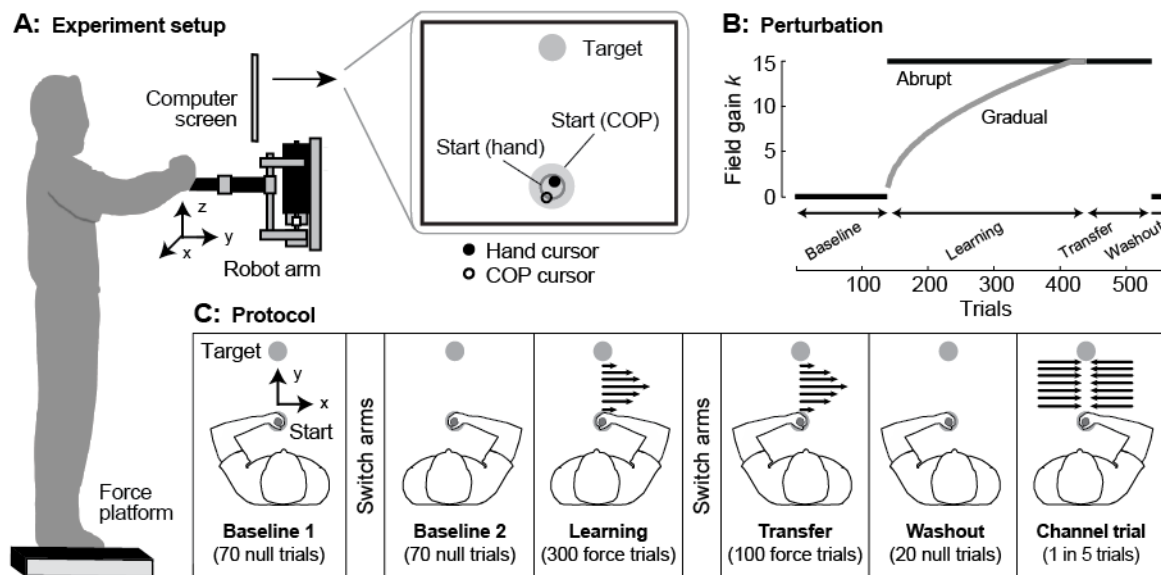 A: Experiment setup
Computer
screen
Target
Start (COP)
Start (hand)
z
y
x
Robot arm
Hand cursor
COP cursor
Force
platform
B: Perturbation
Field gain k
15
10
5
0
Abrupt
Gradual
Baseline
Learning
Transfer
Washout
100 200 300 400 500
Trials
C: Protocol
Target
y
x
Start
Baseline 1
(70 null trials)
Switch arms
Baseline 2
(70 null trials)
Learning
(300 force trials)
Switch arms
Transfer
(100 force trials)
Washout
(20 null trials)
Channel trial
(1 in 5 trials)